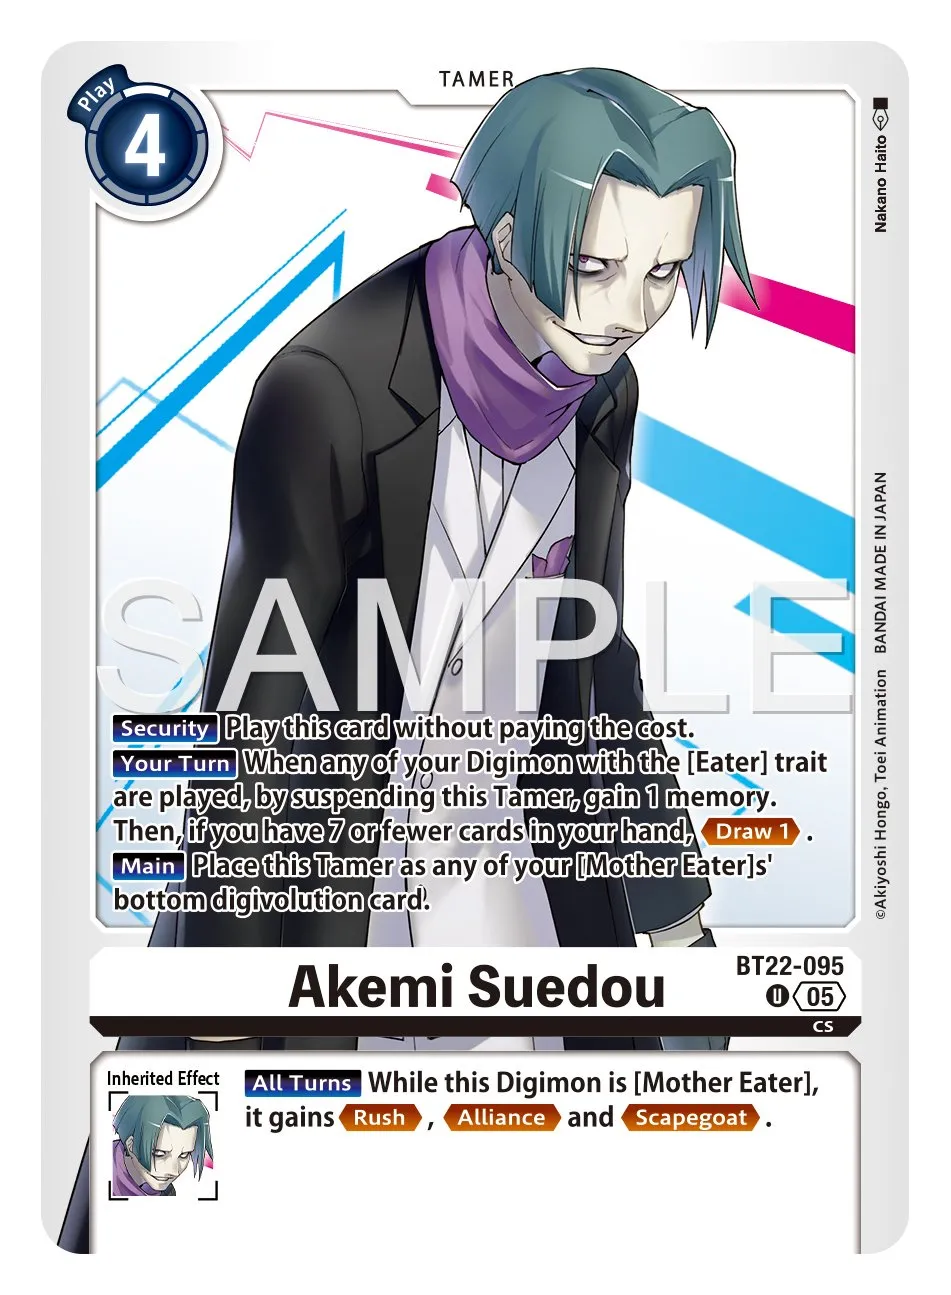 TAMER
Play
4
Nakano Haito
SAMPLE
Security Play this card without paying the cost.
Your Turn When any of your Digimon with the [Eater] trait
are played, by suspending this Tamer, gain 1 memory.
Then, if you have 7 or fewer cards in your hand, Draw 1 .
Main Place this Tamer as any of your [Mother Eater]s'
bottom digivolution card.
©Akiyoshi Hongo, Toei Animation BANDAI MADE IN JAPAN
Akemi Suedou
BT22-095
U 05
CS
Inherited Effect
All Turns While this Digimon is [Mother Eater],
it gains Rush , Alliance and Scapegoat .